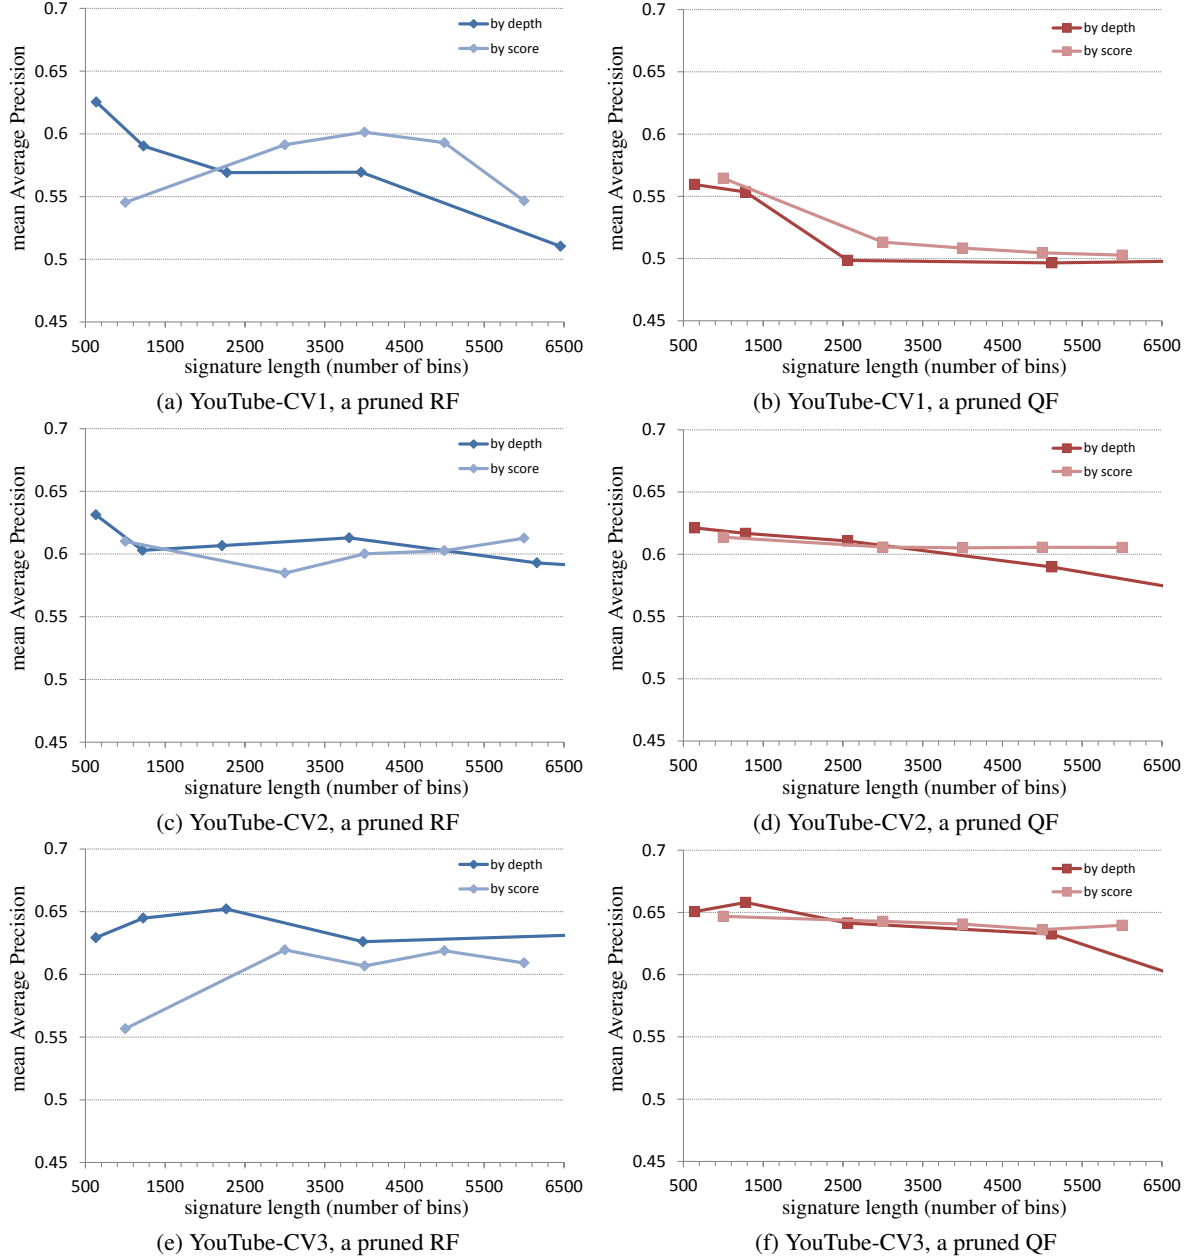 0.7
0.65
0.6
0.55
0.5
0.45
mean Average Precision
by depth
by score
500 1500 2500 3500 4500 5500 6500
signature length (number of bins)
(a) YouTube-CV1, a pruned RF
0.7
0.65
0.6
0.55
0.5
0.45
mean Average Precision
by depth
by score
500 1500 2500 3500 4500 5500 6500
signature length (number of bins)
(b) YouTube-CV1, a pruned QF
0.7
0.65
0.6
0.55
0.5
0.45
mean Average Precision
by depth
by score
500 1500 2500 3500 4500 5500 6500
signature length (number of bins)
(c) YouTube-CV2, a pruned RF
0.7
0.65
0.6
0.55
0.5
0.45
mean Average Precision
by depth
by score
500 1500 2500 3500 4500 5500 6500
signature length (number of bins)
(d) YouTube-CV2, a pruned QF
0.7
0.65
0.6
0.55
0.5
0.45
mean Average Precision
by depth
by score
500 1500 2500 3500 4500 5500 6500
signature length (number of bins)
(e) YouTube-CV3, a pruned RF
0.7
0.65
0.6
0.55
0.5
0.45
mean Average Precision
by depth
by score
500 1500 2500 3500 4500 5500 6500
signature length (number of bins)
(f) YouTube-CV3, a pruned QF